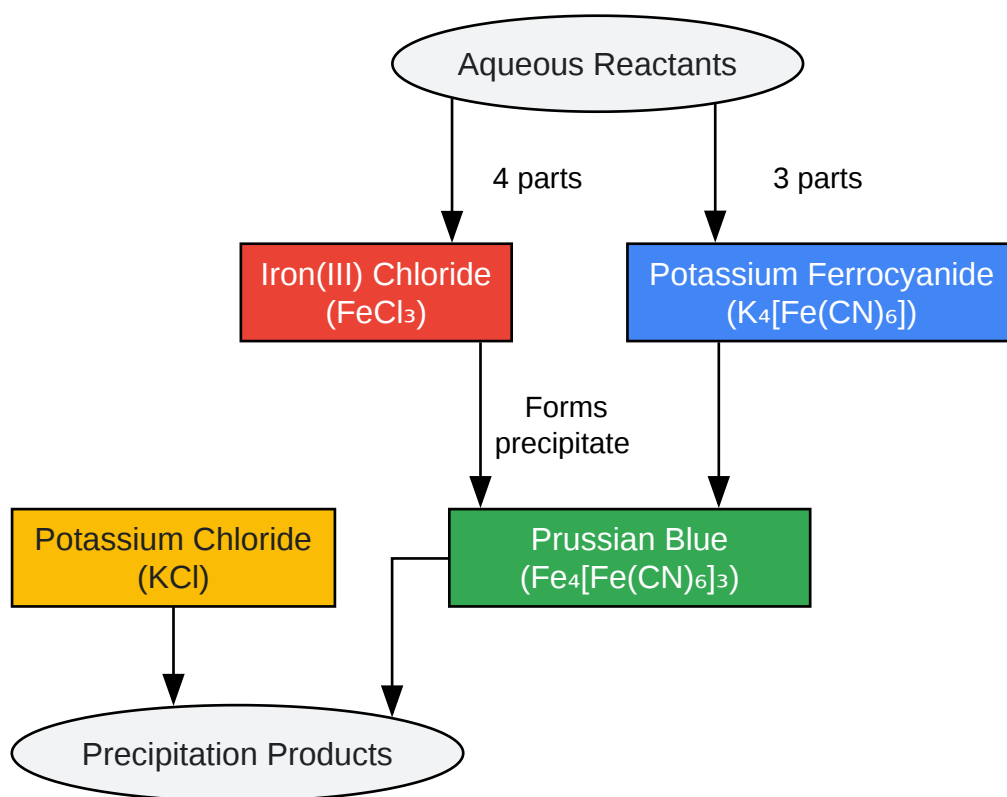 Aqueous Reactants
4 parts
3 parts
Iron(III) Chloride
(FeCl₃)
Potassium Ferrocyanide
(K₄[Fe(CN)₆])
Forms
precipitate
Potassium Chloride
(KCl)
Prussian Blue
(Fe₄[Fe(CN)₆]₃)
Precipitation Products